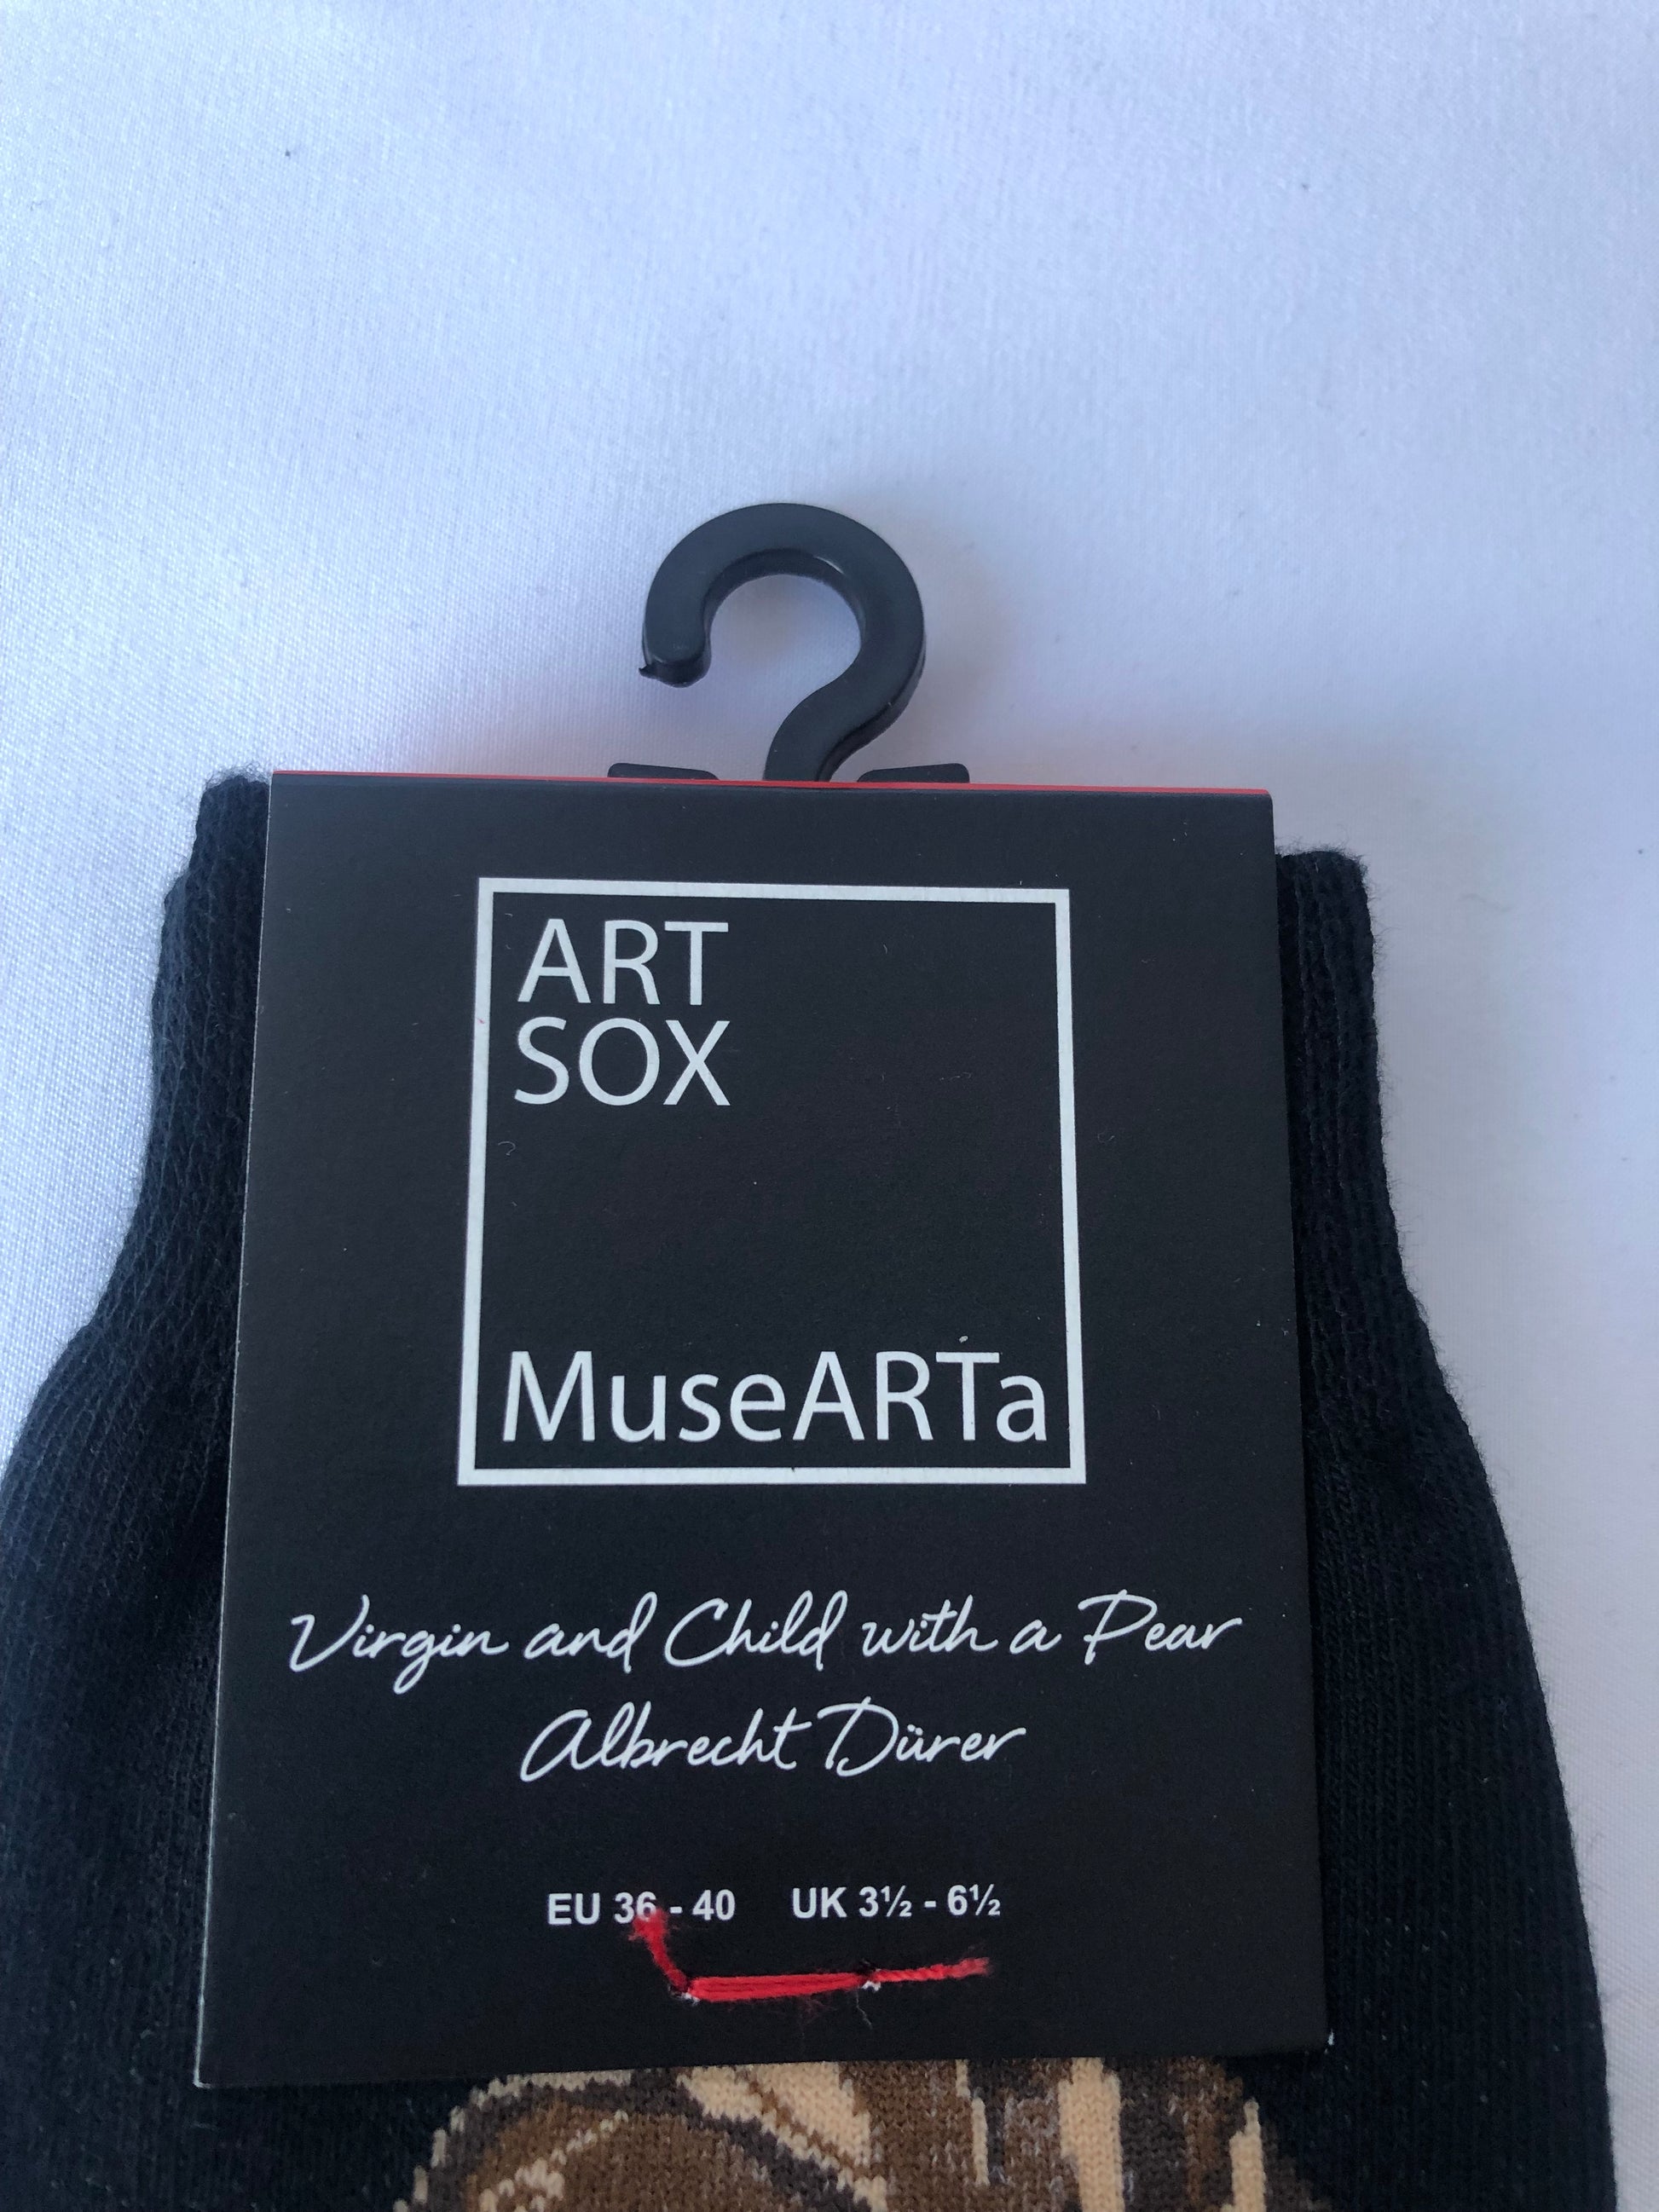 ART
SOX
MuseARTa
Virgin and Child with a Pear
Albrecht Dürer
EU 36 - 40 UK 3½ - 6½